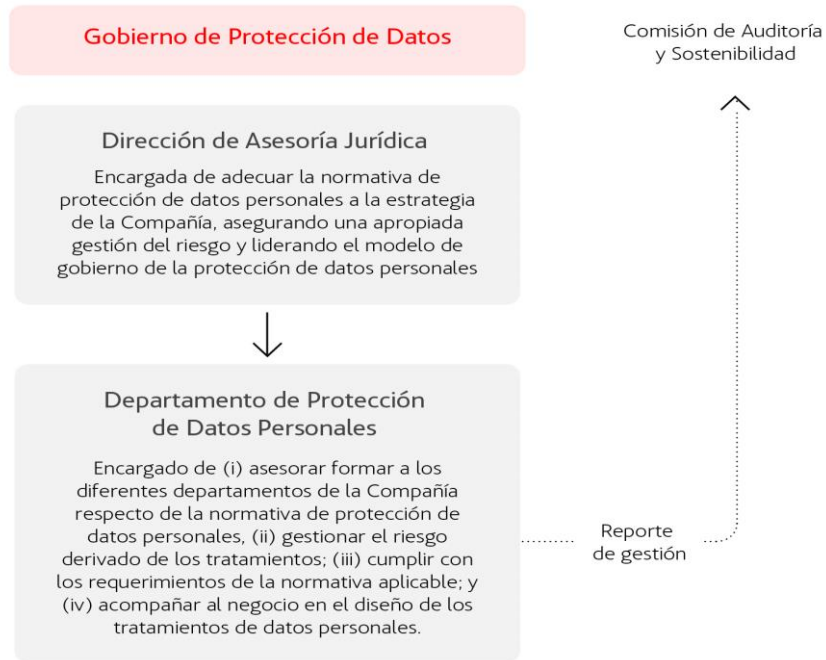 Gobierno de Protección de Datos
Comisión de Auditoría
y Sostenibilidad
Dirección de Asesoría Jurídica
Encargada de adecuar la normativa de
protección de datos personales a la estrategia
de la Compañía, asegurando una apropiada
gestión del riesgo y liderando el modelo de
gobierno de la protección de datos personales
Departamento de Protección
de Datos Personales
Encargado de (i) asesorar formar a los
diferentes departamentos de la Compañía
respecto de la normativa de protección de
datos personales, (ii) gestionar el riesgo
derivado de los tratamientos; (iii) cumplir con
los requerimientos de la normativa aplicable; y
(iv) acompañar al negocio en el diseño de los
tratamientos de datos personales.
Reporte
de gestión